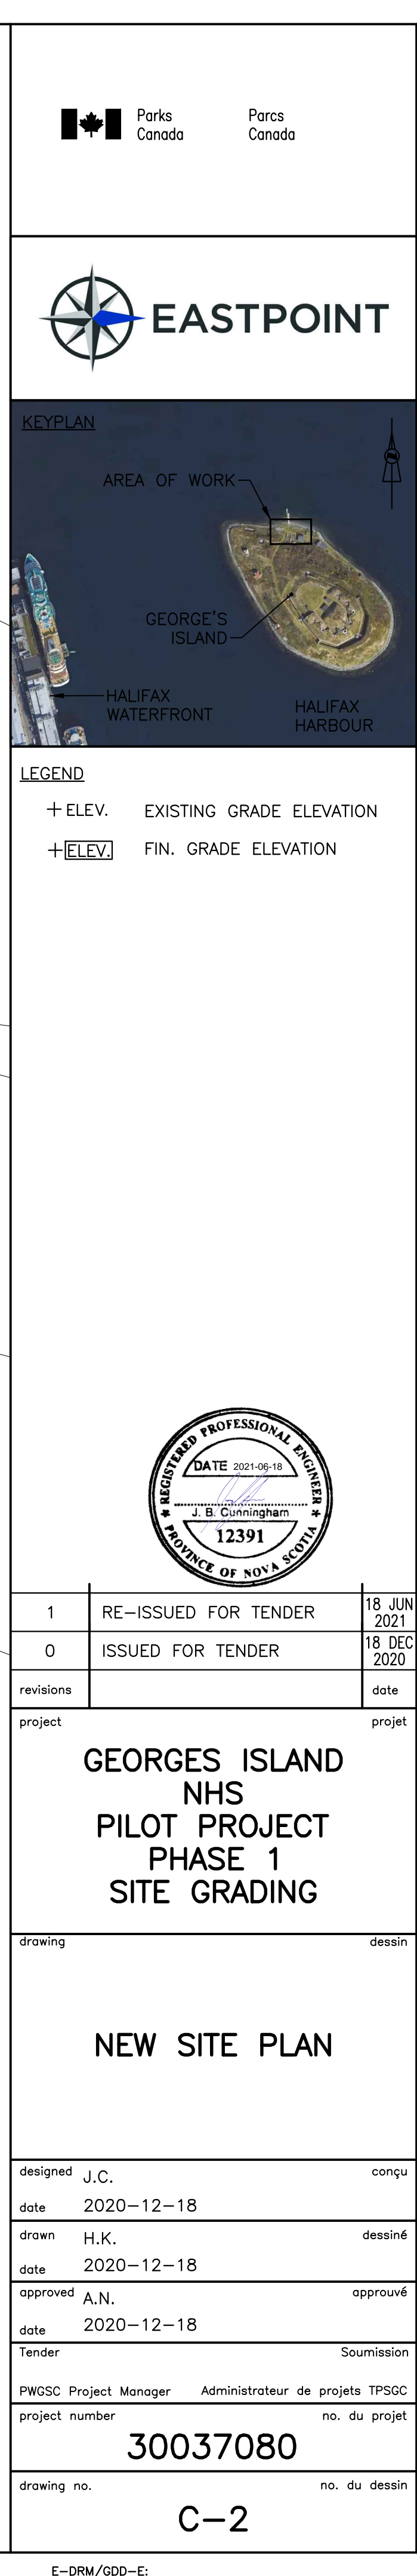 Parks Parcs
Canada Canada
EASTPOINT
KEYPLAN
AREA OF WORK
GEORGE'S
ISLAND
HALIFAX
WATERFRONT
HALIFAX
HARBOUR
LEGEND
+ ELEV. EXISTING GRADE ELEVATION
+ ELEV. FIN. GRADE ELEVATION
REGISTERED PROFESSIONAL ENGINEER
DATE 2021-06-18
J. B. Cunningham
12391
PROVINCE OF NOVA SCOTIA
1 RE-ISSUED FOR TENDER 18 JUN 2021
0 ISSUED FOR TENDER 18 DEC 2020
revisions date
project projet
GEORGES ISLAND
NHS
PILOT PROJECT
PHASE 1
SITE GRADING
drawing dessin
NEW SITE PLAN
designed J.C. conçu
date 2020-12-18
drawn H.K. dessiné
date 2020-12-18
approved A.N. approuvé
date 2020-12-18
Tender Soumission
PWGSC Project Manager Administrateur de projets TPSGC
project number no. du projet
30037080
drawing no. no. du dessin
C-2
E-DRM/GDD-E: